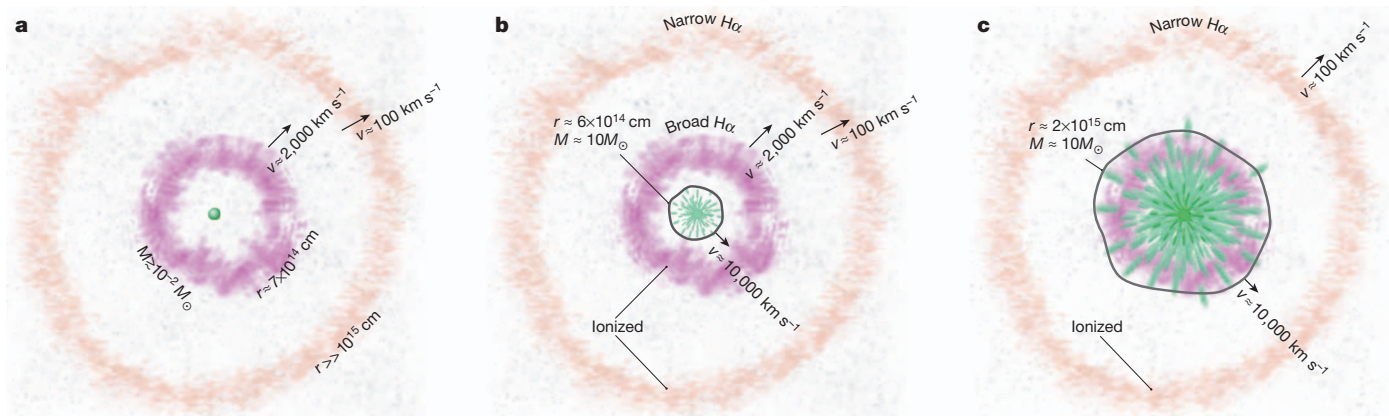 a
v ≈ 2,000 km s⁻¹
v ≈ 100 km s⁻¹
M ≳ 10⁻² M☉
r ≈ 7×10¹⁴ cm
r >> 10¹⁵ cm
b
Narrow Hα
r ≈ 6×10¹⁴ cm
M ≈ 10M☉
Broad Hα
v ≈ 2,000 km s⁻¹
v ≈ 100 km s⁻¹
v ≈ 10,000 km s⁻¹
Ionized
c
Narrow Hα
v ≈ 100 km s⁻¹
r ≈ 2×10¹⁵ cm
M ≈ 10M☉
v ≈ 10,000 km s⁻¹
Ionized